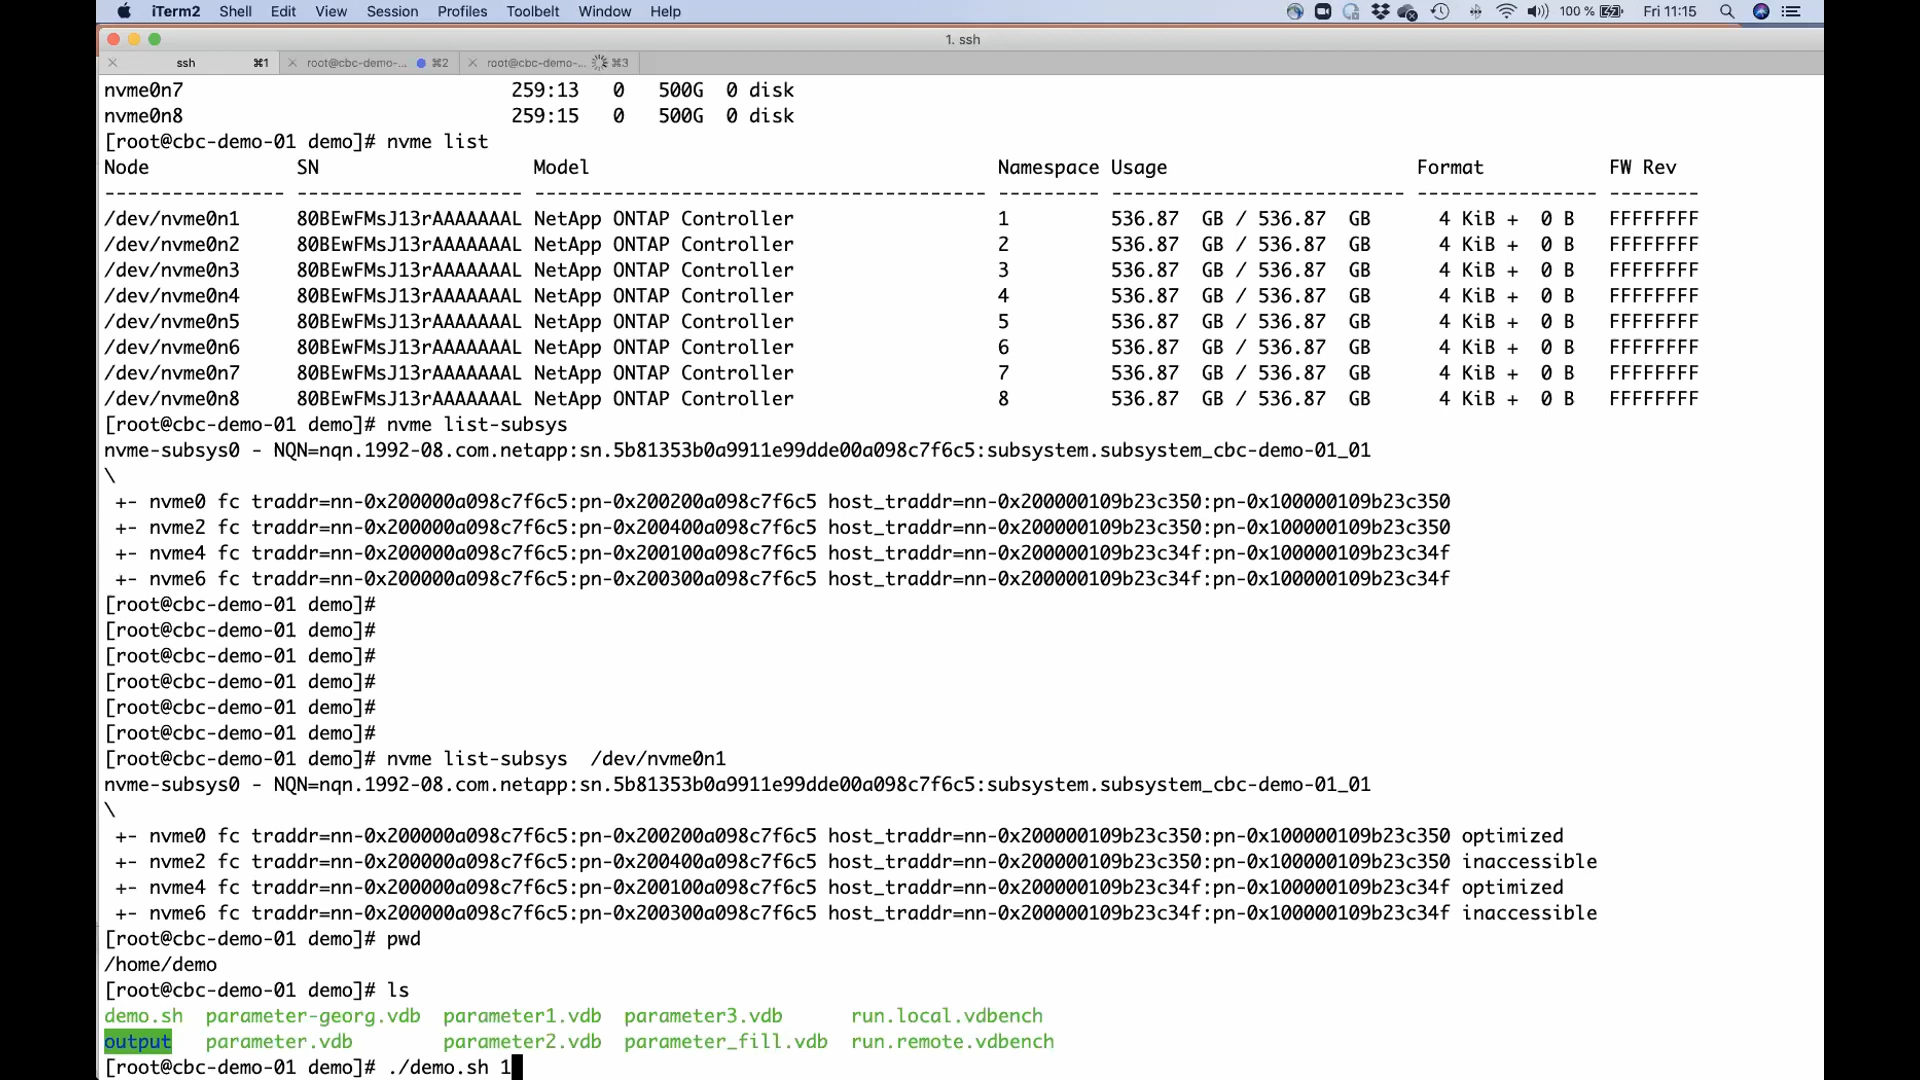 iTerm2 Shell Edit View Session Profiles Toolbelt Window Help 100 % Fri 11:15
1. ssh
ssh ⌘1 root@cbc-demo-... ⌘2 root@cbc-demo-... ⌘3
nvme0n7 259:13 0 500G 0 disk
nvme0n8 259:15 0 500G 0 disk
[root@cbc-demo-01 demo]# nvme list
Node SN Model Namespace Usage Format FW Rev
---------------- -------------------- ---------------------------------------- --------- -------------------------- ---------------- --------
/dev/nvme0n1 80BEwFMsJ13rAAAAAAAL NetApp ONTAP Controller 1 536.87 GB / 536.87 GB 4 KiB + 0 B FFFFFFFF
/dev/nvme0n2 80BEwFMsJ13rAAAAAAAL NetApp ONTAP Controller 2 536.87 GB / 536.87 GB 4 KiB + 0 B FFFFFFFF
/dev/nvme0n3 80BEwFMsJ13rAAAAAAAL NetApp ONTAP Controller 3 536.87 GB / 536.87 GB 4 KiB + 0 B FFFFFFFF
/dev/nvme0n4 80BEwFMsJ13rAAAAAAAL NetApp ONTAP Controller 4 536.87 GB / 536.87 GB 4 KiB + 0 B FFFFFFFF
/dev/nvme0n5 80BEwFMsJ13rAAAAAAAL NetApp ONTAP Controller 5 536.87 GB / 536.87 GB 4 KiB + 0 B FFFFFFFF
/dev/nvme0n6 80BEwFMsJ13rAAAAAAAL NetApp ONTAP Controller 6 536.87 GB / 536.87 GB 4 KiB + 0 B FFFFFFFF
/dev/nvme0n7 80BEwFMsJ13rAAAAAAAL NetApp ONTAP Controller 7 536.87 GB / 536.87 GB 4 KiB + 0 B FFFFFFFF
/dev/nvme0n8 80BEwFMsJ13rAAAAAAAL NetApp ONTAP Controller 8 536.87 GB / 536.87 GB 4 KiB + 0 B FFFFFFFF
[root@cbc-demo-01 demo]# nvme list-subsys
nvme-subsys0 - NQN=nqn.1992-08.com.netapp:sn.5b81353b0a9911e99dde00a098c7f6c5:subsystem.subsystem_cbc-demo-01_01
\
+- nvme0 fc traddr=nn-0x200000a098c7f6c5:pn-0x200200a098c7f6c5 host_traddr=nn-0x200000109b23c350:pn-0x100000109b23c350
+- nvme2 fc traddr=nn-0x200000a098c7f6c5:pn-0x200400a098c7f6c5 host_traddr=nn-0x200000109b23c350:pn-0x100000109b23c350
+- nvme4 fc traddr=nn-0x200000a098c7f6c5:pn-0x200100a098c7f6c5 host_traddr=nn-0x200000109b23c34f:pn-0x100000109b23c34f
+- nvme6 fc traddr=nn-0x200000a098c7f6c5:pn-0x200300a098c7f6c5 host_traddr=nn-0x200000109b23c34f:pn-0x100000109b23c34f
[root@cbc-demo-01 demo]#
[root@cbc-demo-01 demo]#
[root@cbc-demo-01 demo]#
[root@cbc-demo-01 demo]#
[root@cbc-demo-01 demo]#
[root@cbc-demo-01 demo]#
[root@cbc-demo-01 demo]# nvme list-subsys /dev/nvme0n1
nvme-subsys0 - NQN=nqn.1992-08.com.netapp:sn.5b81353b0a9911e99dde00a098c7f6c5:subsystem.subsystem_cbc-demo-01_01
\
+- nvme0 fc traddr=nn-0x200000a098c7f6c5:pn-0x200200a098c7f6c5 host_traddr=nn-0x200000109b23c350:pn-0x100000109b23c350 optimized
+- nvme2 fc traddr=nn-0x200000a098c7f6c5:pn-0x200400a098c7f6c5 host_traddr=nn-0x200000109b23c350:pn-0x100000109b23c350 inaccessible
+- nvme4 fc traddr=nn-0x200000a098c7f6c5:pn-0x200100a098c7f6c5 host_traddr=nn-0x200000109b23c34f:pn-0x100000109b23c34f optimized
+- nvme6 fc traddr=nn-0x200000a098c7f6c5:pn-0x200300a098c7f6c5 host_traddr=nn-0x200000109b23c34f:pn-0x100000109b23c34f inaccessible
[root@cbc-demo-01 demo]# pwd
/home/demo
[root@cbc-demo-01 demo]# ls
demo.sh parameter-georg.vdb parameter1.vdb parameter3.vdb run.local.vdbench
output parameter.vdb parameter2.vdb parameter_fill.vdb run.remote.vdbench
[root@cbc-demo-01 demo]# ./demo.sh 1